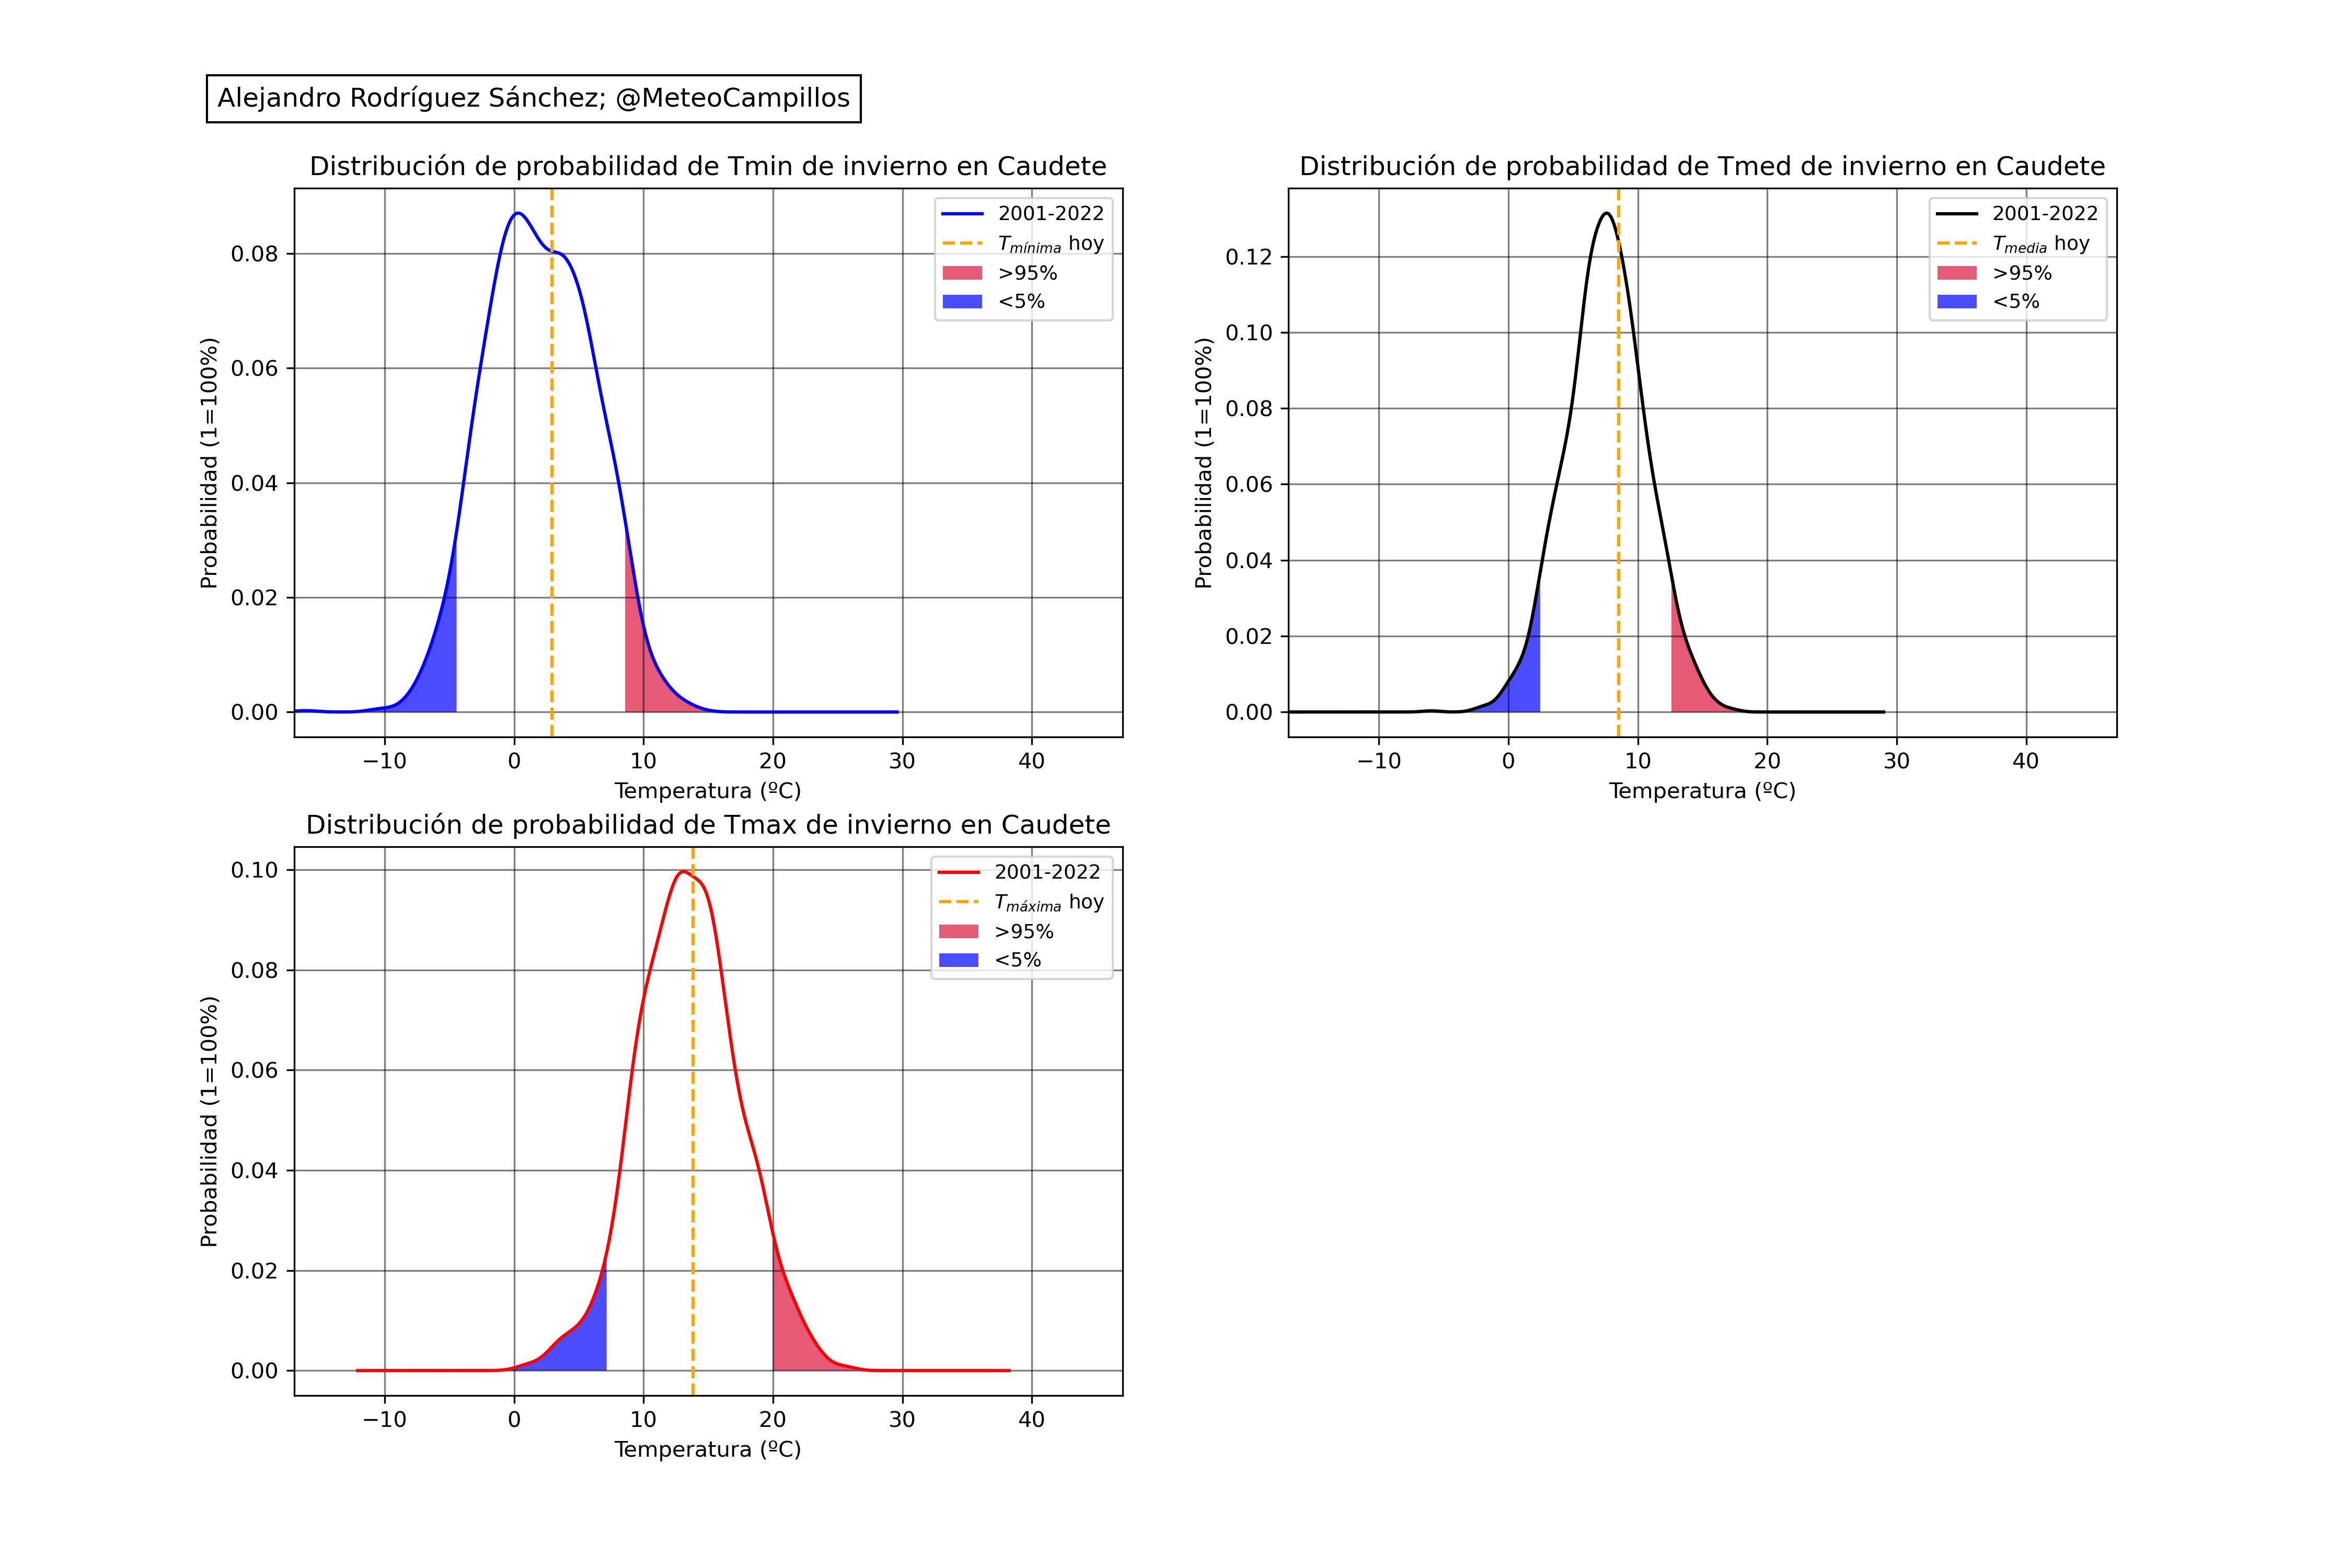 Alejandro Rodríguez Sánchez; @MeteoCampillos
Distribución de probabilidad de Tmin de invierno en Caudete
Probabilidad (1=100%)
0.08
0.06
0.04
0.02
0.00
−10 0 10 20 30 40
Temperatura (ºC)
2001-2022
Tmínima hoy
>95%
<5%
Distribución de probabilidad de Tmed de invierno en Caudete
Probabilidad (1=100%)
0.12
0.10
0.08
0.06
0.04
0.02
0.00
−10 0 10 20 30 40
Temperatura (ºC)
2001-2022
Tmedia hoy
>95%
<5%
Distribución de probabilidad de Tmax de invierno en Caudete
Probabilidad (1=100%)
0.10
0.08
0.06
0.04
0.02
0.00
−10 0 10 20 30 40
Temperatura (ºC)
2001-2022
Tmáxima hoy
>95%
<5%